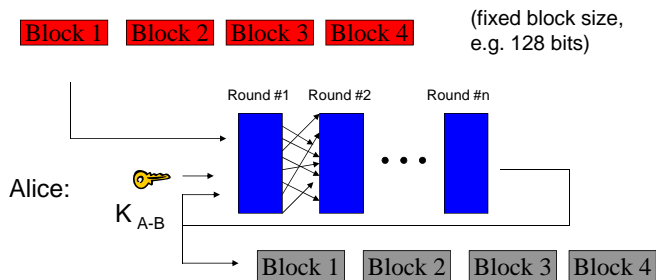 Block 1 Block 2 Block 3 Block 4
(fixed block size,
e.g. 128 bits)
Round #1 Round #2 Round #n
Alice:
K A-B
Block 1 Block 2 Block 3 Block 4